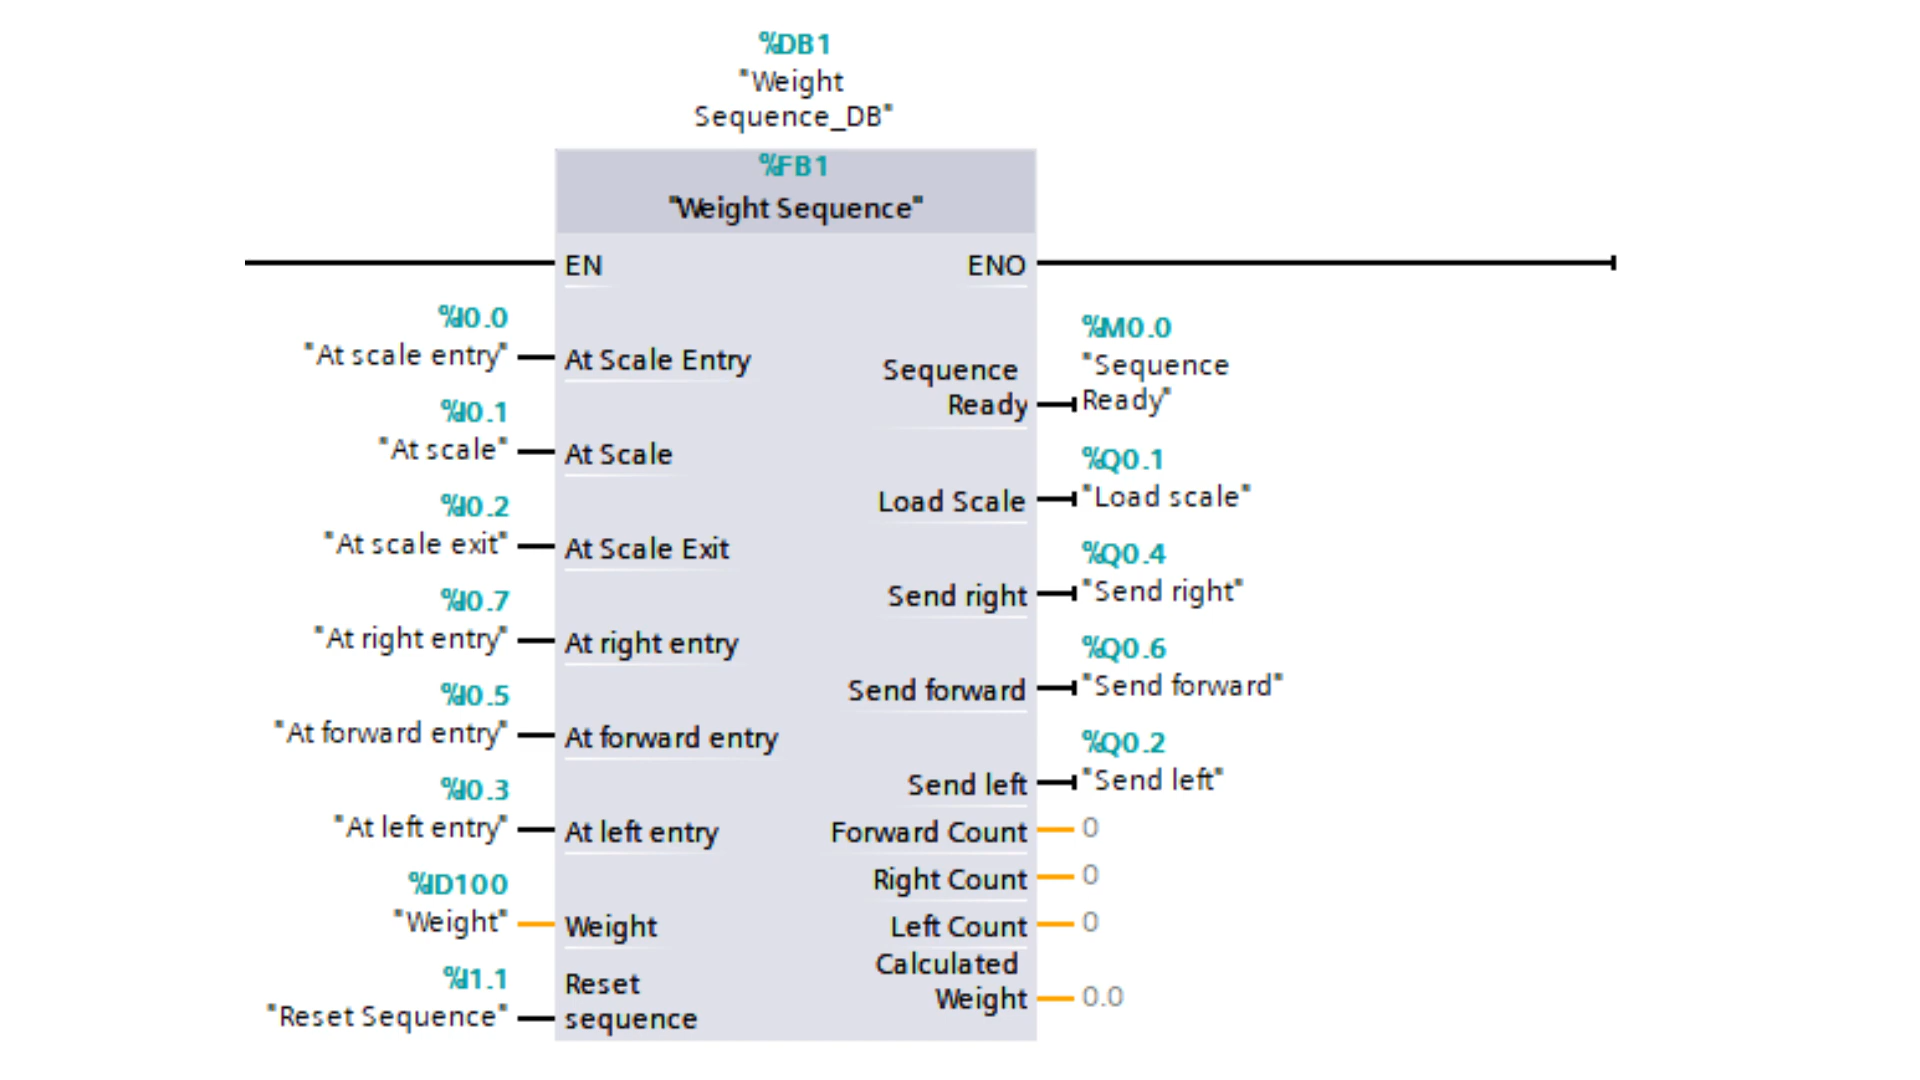 %DB1
"Weight
Sequence_DB"
%FB1
"Weight Sequence"
EN
ENO
%I0.0
"At scale entry"
At Scale Entry
%I0.1
"At scale"
At Scale
%I0.2
"At scale exit"
At Scale Exit
%I0.7
"At right entry"
At right entry
%I0.5
"At forward entry"
At forward entry
%I0.3
"At left entry"
At left entry
%ID100
"Weight"
Weight
%I1.1
"Reset Sequence"
Reset
sequence
Sequence
Ready
%M0.0
"Sequence
Ready"
Load Scale
%Q0.1
"Load scale"
Send right
%Q0.4
"Send right"
Send forward
%Q0.6
"Send forward"
Send left
%Q0.2
"Send left"
Forward Count 0
Right Count 0
Left Count 0
Calculated
Weight 0.0